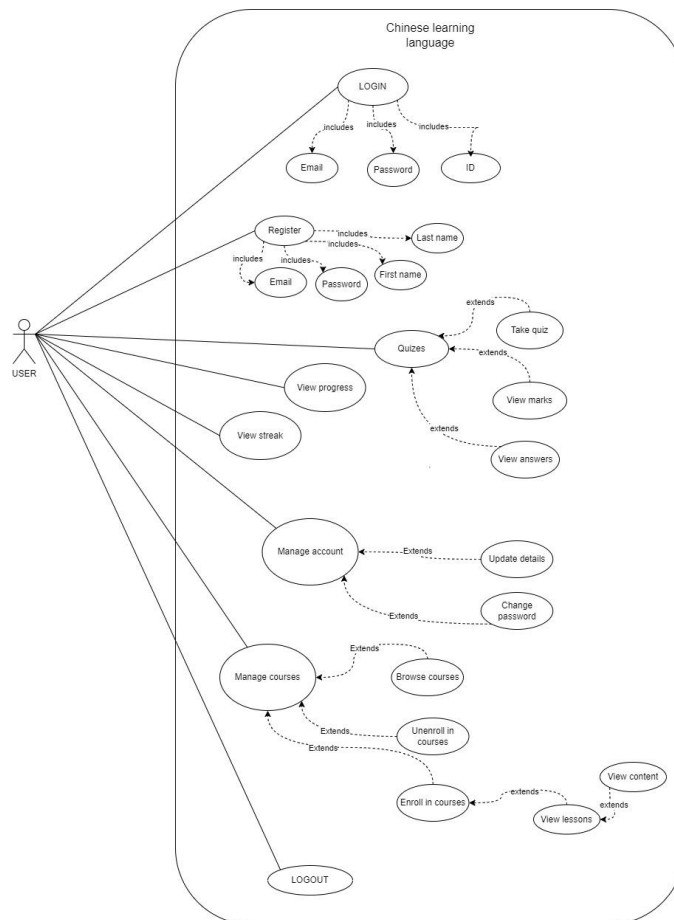 Chinese learning
language
LOGIN
includes
includes
includes
Email
Password
ID
Register
includes
Last name
includes
includes
includes
First name
Email
Password
extends
Take quiz
USER
Quizes
extends
View progress
View marks
extends
View streak
View answers
Manage account
Extends
Update details
Change
password
Extends
Extends
Manage courses
Browse courses
Extends
Unenroll in
courses
Extends
View content
Enroll in courses
extends
extends
View lessons
LOGOUT